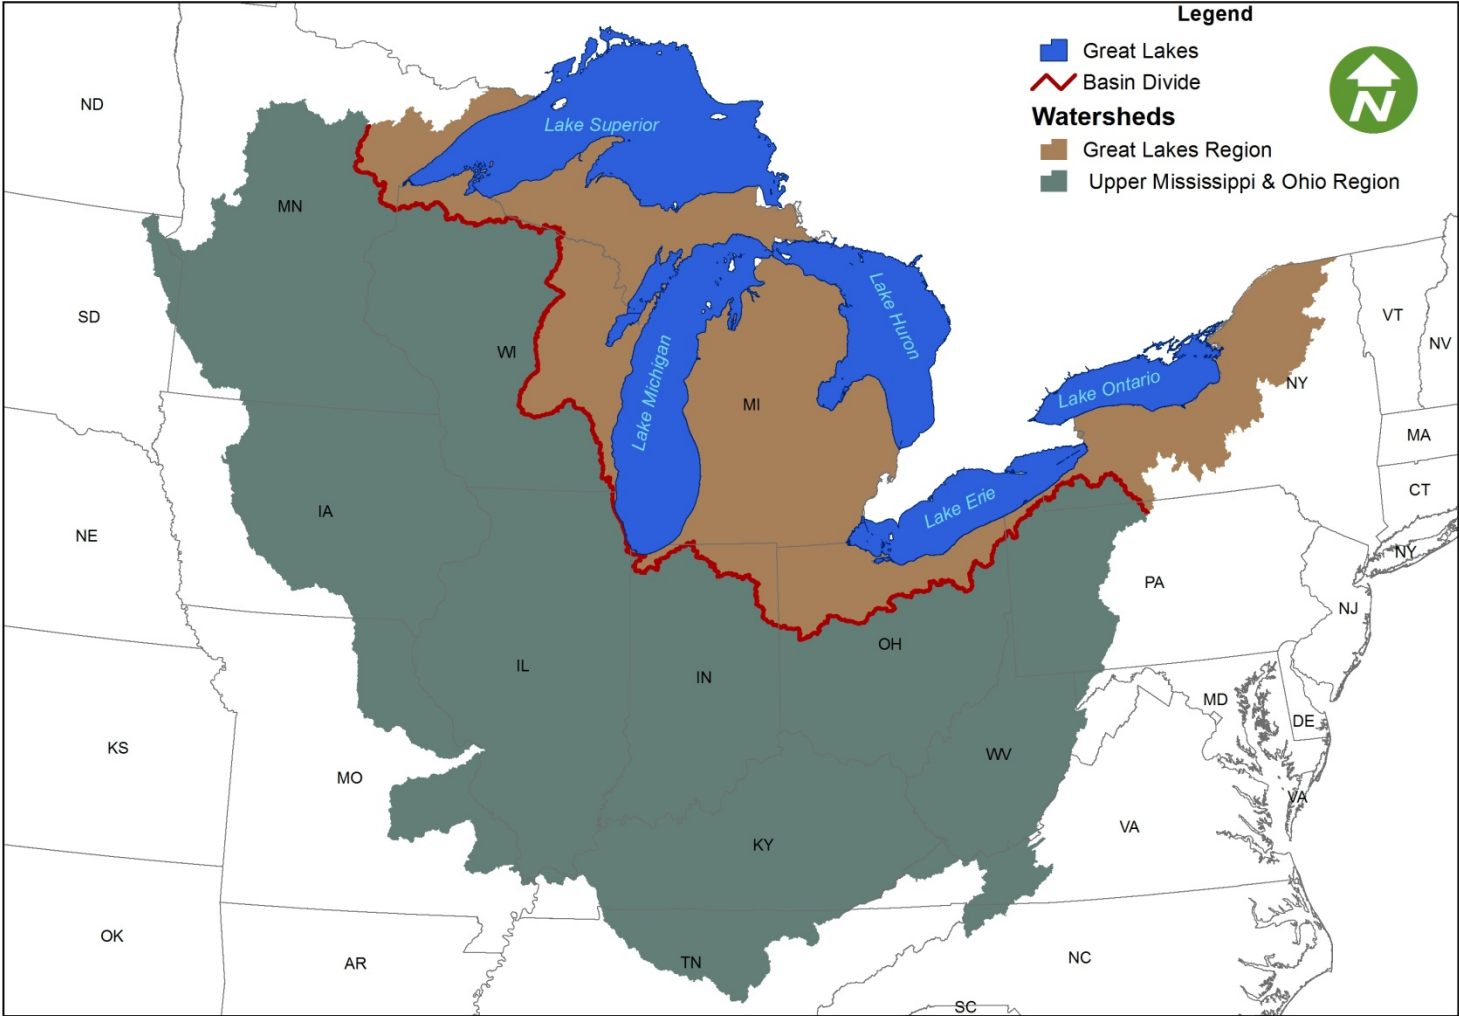 Legend
Great Lakes
Basin Divide
Watersheds
Great Lakes Region
Upper Mississippi & Ohio Region
N
ND
Lake Superior
MN
SD
VT
Lake Huron
NV
WI
Lake Michigan
MI
Lake Ontario
NY
MA
CT
IA
Lake Erie
NE
NY
PA
NJ
OH
IL
IN
MD
DE
KS
WV
MO
VA
VA
KY
OK
AR
TN
NC
SC